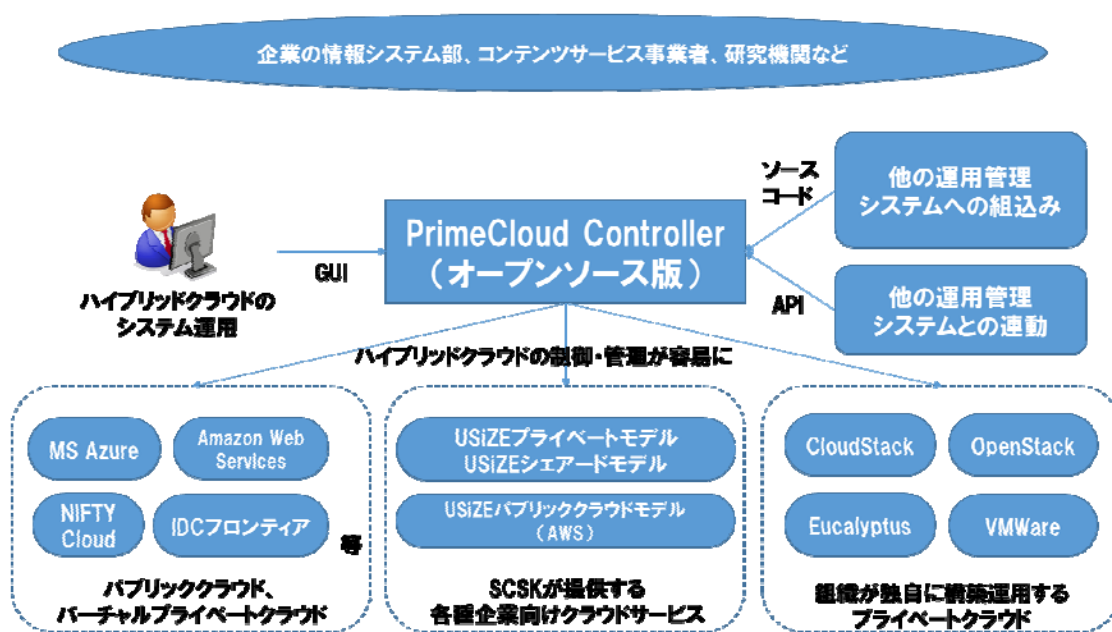 企業の情報システム部、コンテンツサービス事業者、研究機関など
ソース
コード
他の運用管理
システムへの組込み
PrimeCloud Controller
（オープンソース版）
GUI
ハイブリッドクラウドの
システム運用
API
他の運用管理
システムとの連動
ハイブリッドクラウドの制御・管理が容易に
MS Azure
Amazon Web
Services
NIFTY
Cloud
IDCフロンティア
等
パブリッククラウド、
バーチャルプライベートクラウド
USiZEプライベートモデル
USiZEシェアードモデル
USiZEパブリッククラウドモデル
（AWS）
SCSKが提供する
各種企業向けクラウドサービス
CloudStack
OpenStack
Eucalyptus
VMWare
組織が独自に構築運用する
プライベートクラウド